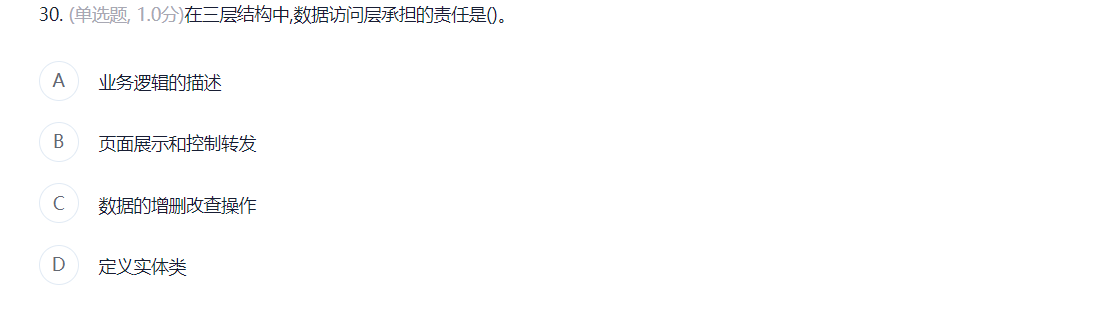 30. (单选题, 1.0分)在三层结构中,数据访问层承担的责任是()。
A 业务逻辑的描述
B 页面展示和控制转发
C 数据的增删改查操作
D 定义实体类